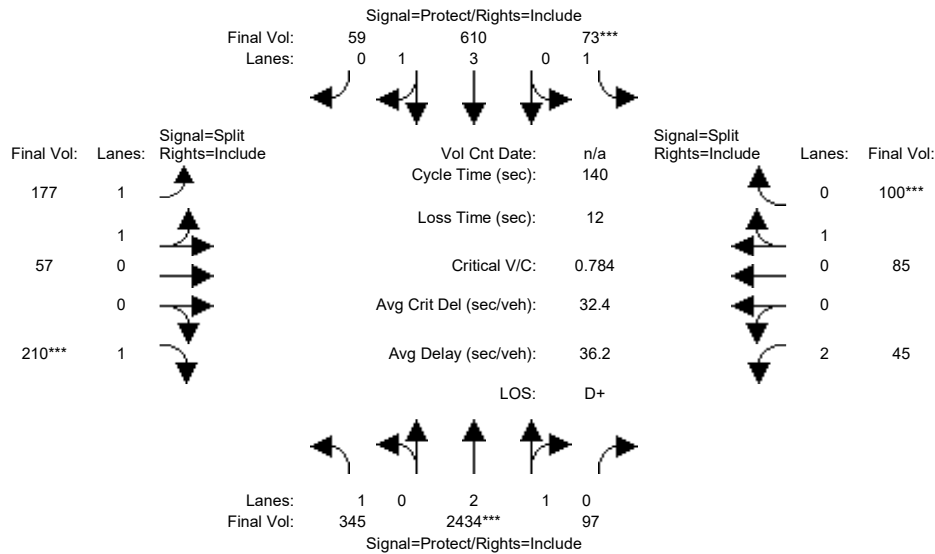 Signal=Protect/Rights=Include
Final Vol: 59 610 73***
Lanes: 0 1 3 0 1
Signal=Split
Final Vol: Lanes: Rights=Include
Vol Cnt Date: n/a
Signal=Split
Rights=Include Lanes: Final Vol:
Cycle Time (sec): 140
177 1
0 100***
Loss Time (sec): 12
1
1
57 0
Critical V/C: 0.784
0 85
0
Avg Crit Del (sec/veh): 32.4
0
210*** 1
Avg Delay (sec/veh): 36.2
2 45
LOS: D+
Lanes: 1 0 2 1 0
Final Vol: 345 2434*** 97
Signal=Protect/Rights=Include